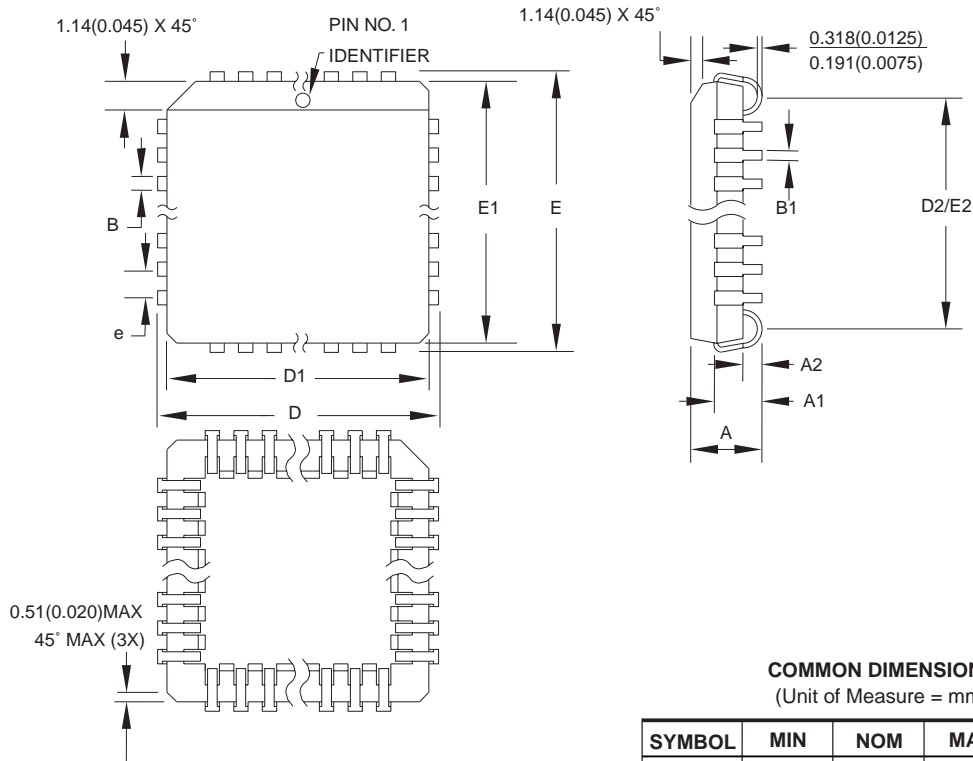 1.14(0.045) X 45˚
PIN NO. 1
IDENTIFIER
1.14(0.045) X 45˚
0.318(0.0125)
0.191(0.0075)
B
E1
E
B1
D2/E2
e
D1
D
A2
A1
A
0.51(0.020)MAX
45˚ MAX (3X)
COMMON DIMENSION
(Unit of Measure = mm
SYMBOL MIN NOM MA